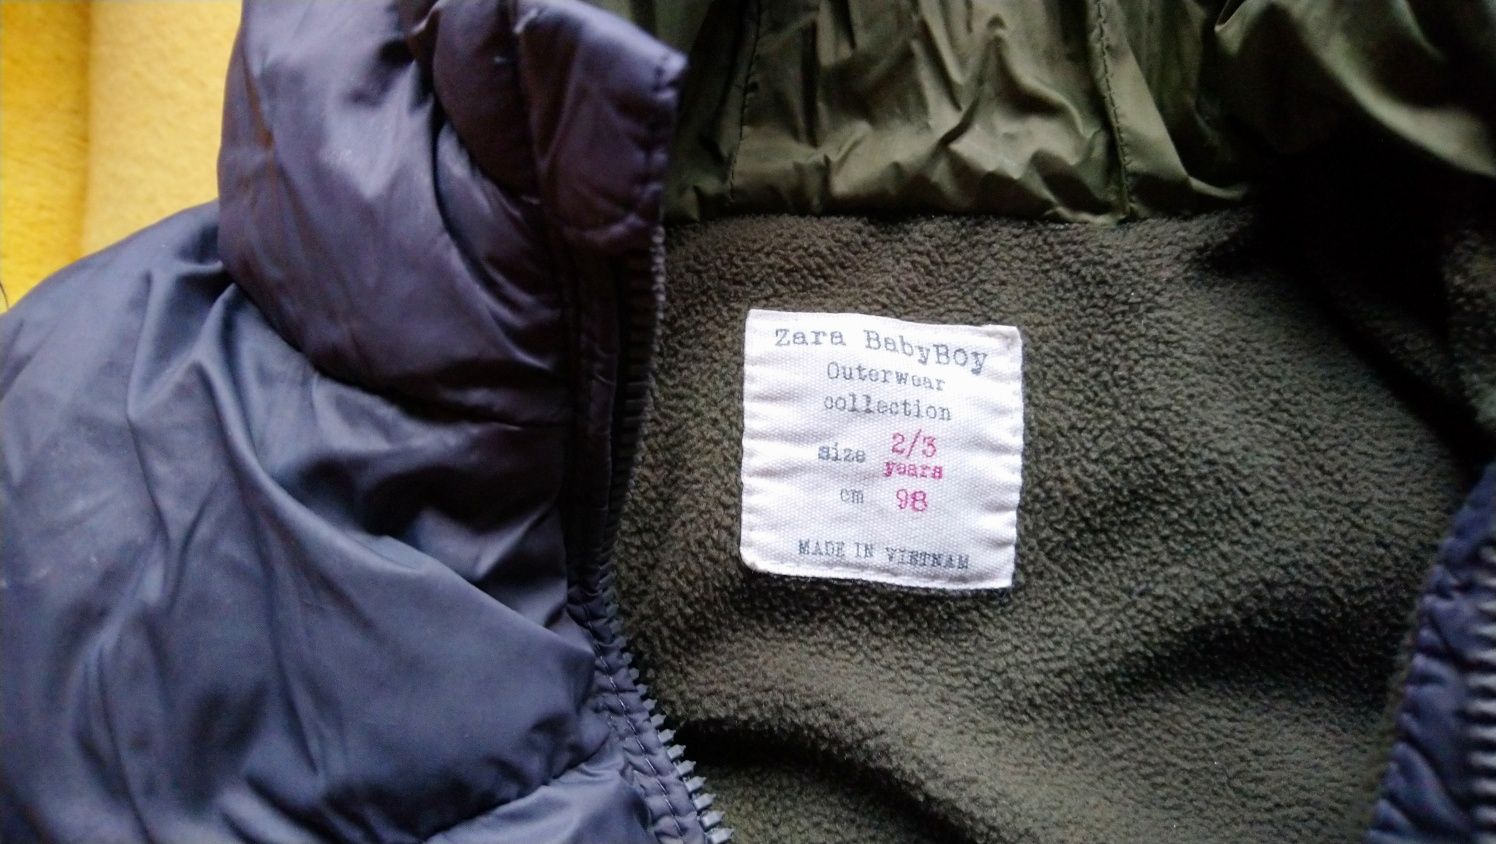 Zara BabyBoy
Outerwear
collection
size 2/3
years
cm 98
MADE IN VIETNAM